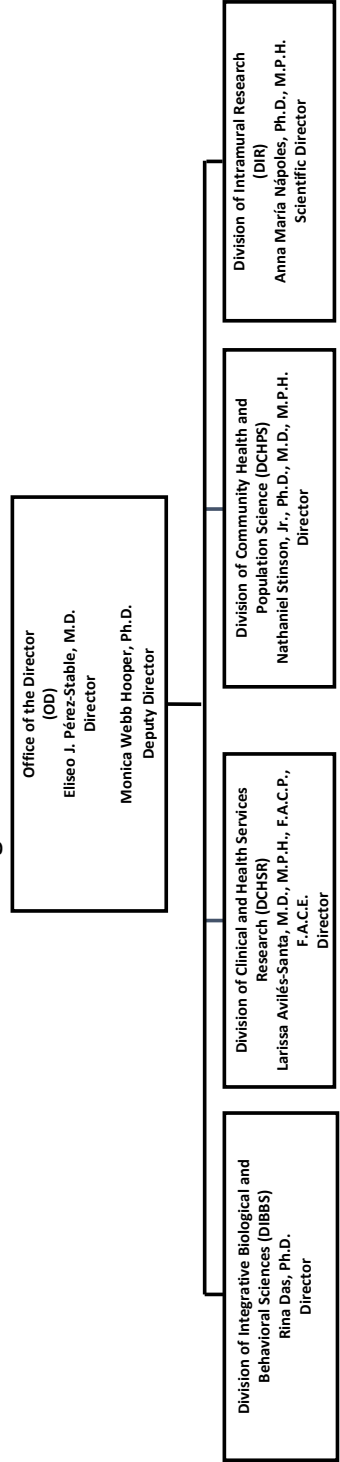 Office of the Director
(OD)
Eliseo J. Pérez-Stable, M.D.
Director
Monica Webb Hooper, Ph.D.
Deputy Director
Division of Integrative Biological and
Behavioral Sciences (DIBBS)
Rina Das, Ph.D.
Director
Division of Clinical and Health Services
Research (DCHSR)
Larissa Avilés-Santa, M.D., M.P.H., F.A.C.P.,
F.A.C.E.
Director
Division of Community Health and
Population Science (DCHPS)
Nathaniel Stinson, Jr., Ph.D., M.D., M.P.H.
Director
Division of Intramural Research
(DIR)
Anna María Nápoles, Ph.D., M.P.H.
Scientific Director